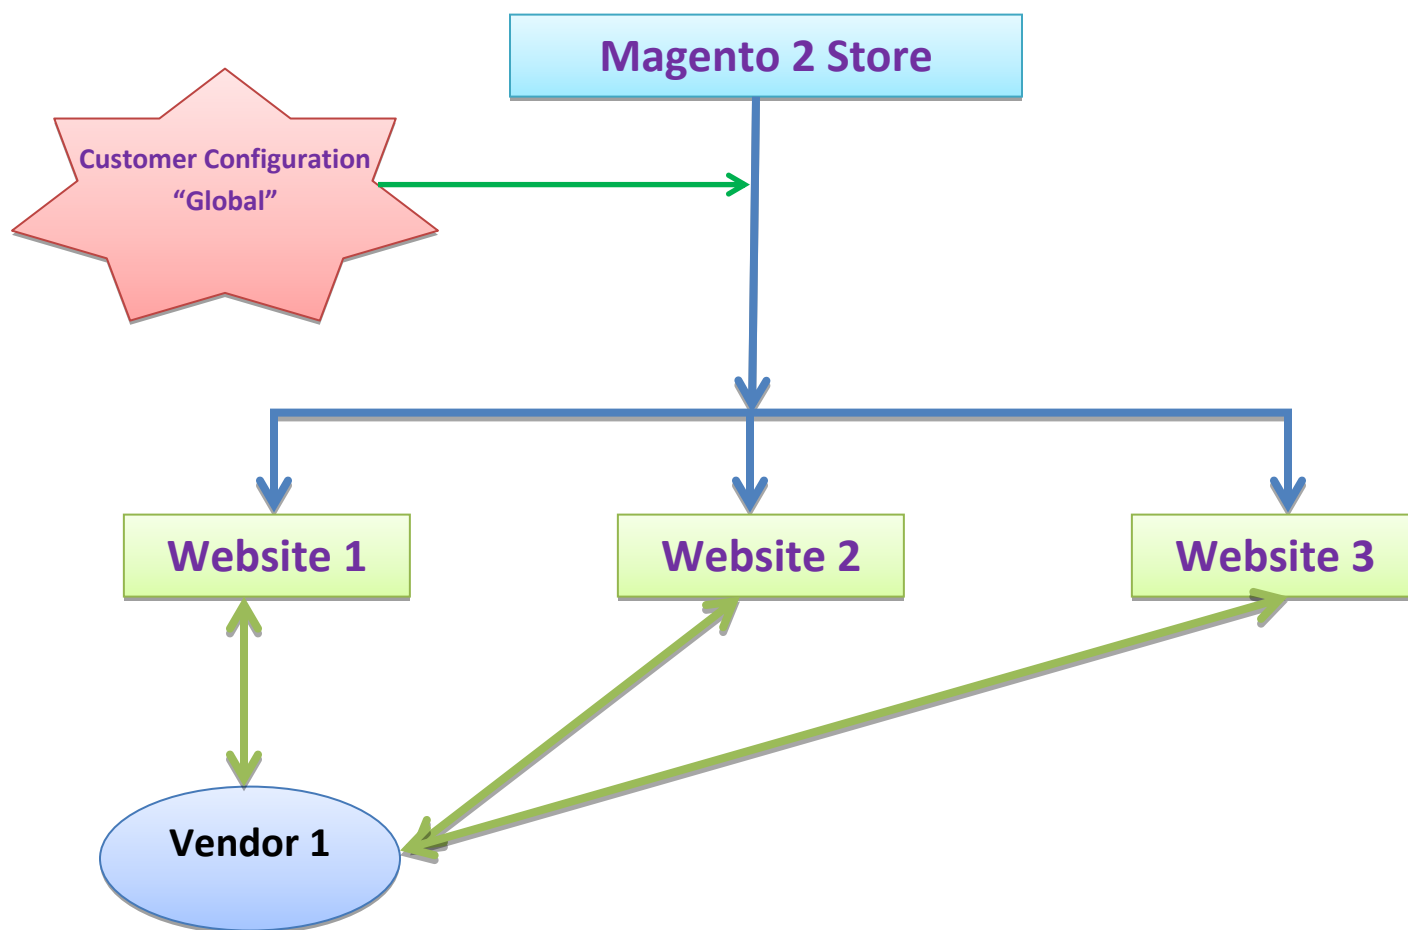 Magento 2 Store
Customer Configuration
“Global”
Website 1
Website 2
Website 3
Vendor 1